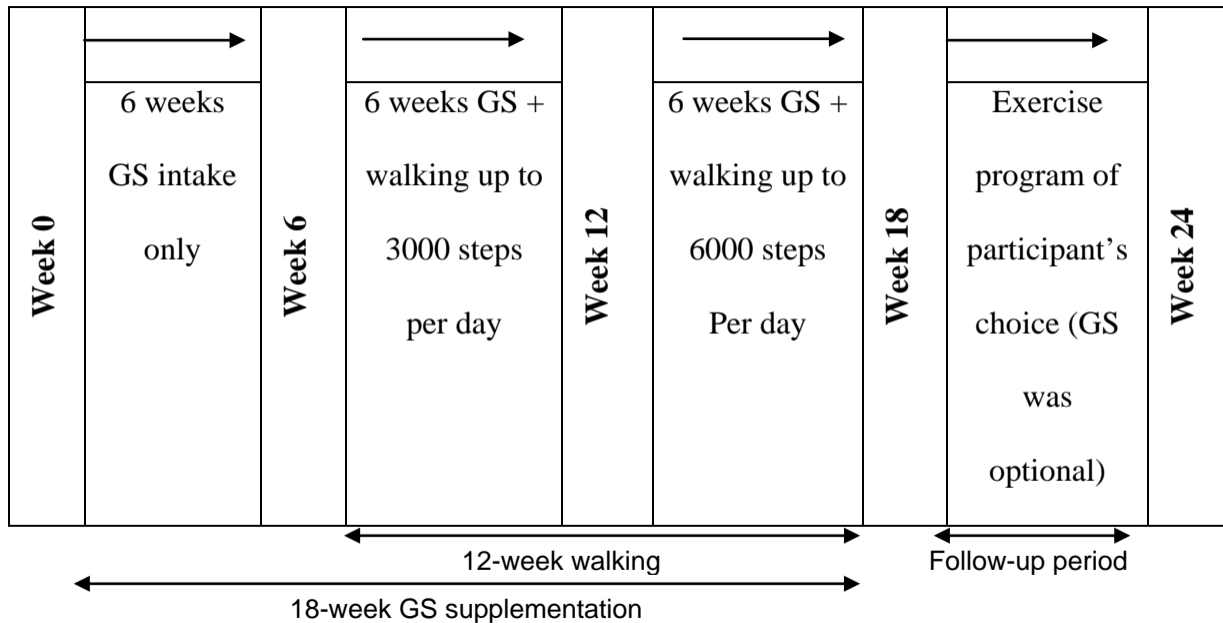 Week 0
6 weeks
GS intake
only
Week 6
6 weeks GS +
walking up to
3000 steps
per day
Week 12
6 weeks GS +
walking up to
6000 steps
Per day
Week 18
Exercise
program of
participant’s
choice (GS
was
optional)
Week 24
12-week walking
Follow-up period
18-week GS supplementation